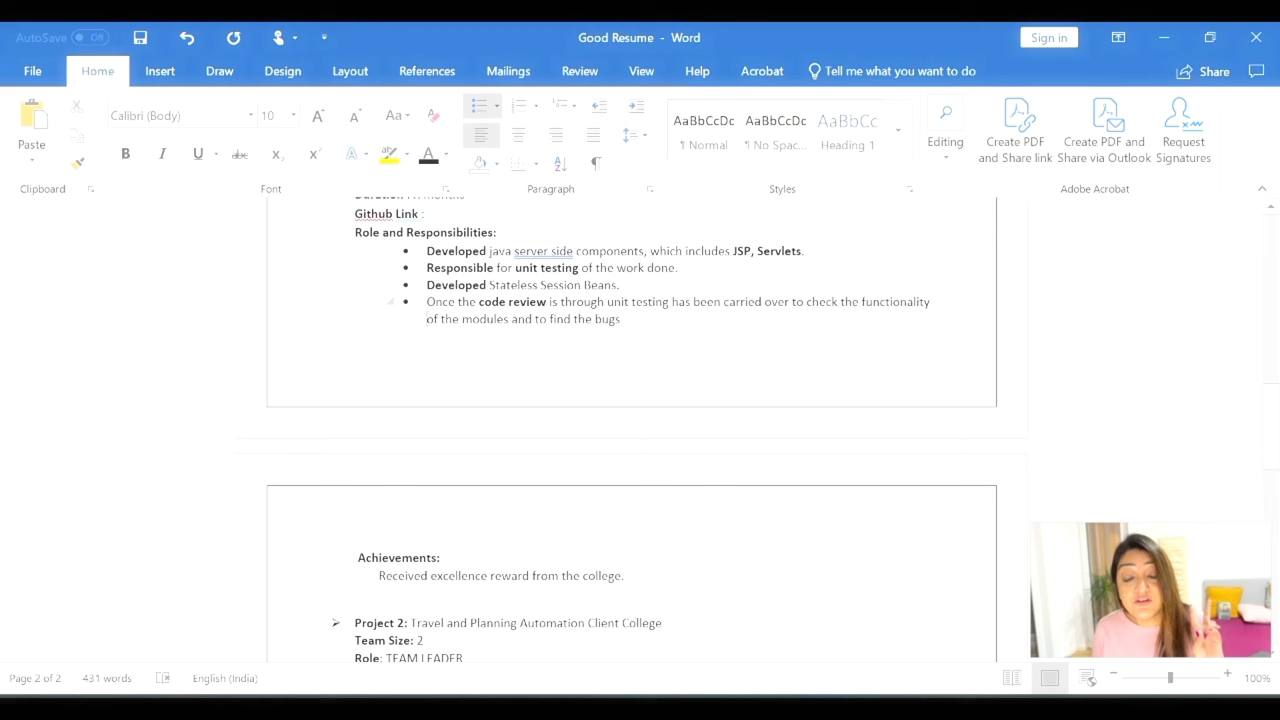 AutoSave Off
Good Resume - Word
Sign in
File Home Insert Draw Design Layout References Mailings Review View Help Acrobat Tell me what you want to do Share
Paste
Calibri (Body) 10
Aa
B I U abc x x A A
AaBbCcDc AaBbCcDc AaBbCc
¶ Normal ¶ No Spac... Heading 1
Editing
Create PDF and Share link
Create PDF and Share via Outlook
Request Signatures
Clipboard Font Paragraph Styles Adobe Acrobat
Github Link :
Role and Responsibilities:
• Developed java server side components, which includes JSP, Servlets.
• Responsible for unit testing of the work done.
• Developed Stateless Session Beans.
• Once the code review is through unit testing has been carried over to check the functionality
of the modules and to find the bugs
Achievements:
Received excellence reward from the college.
Project 2: Travel and Planning Automation Client College
Team Size: 2
Role: TEAM LEADER
Page 2 of 2 431 words English (India) 100%